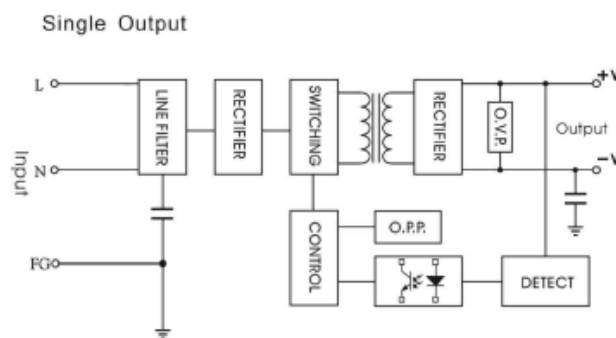 Single Output
L
LINE FILTER
RECTIFIER
SWITCHING
RECTIFIER
+V
O.V.P.
Output
Input
N
-V
CONTROL
O.P.P.
FG
DETECT